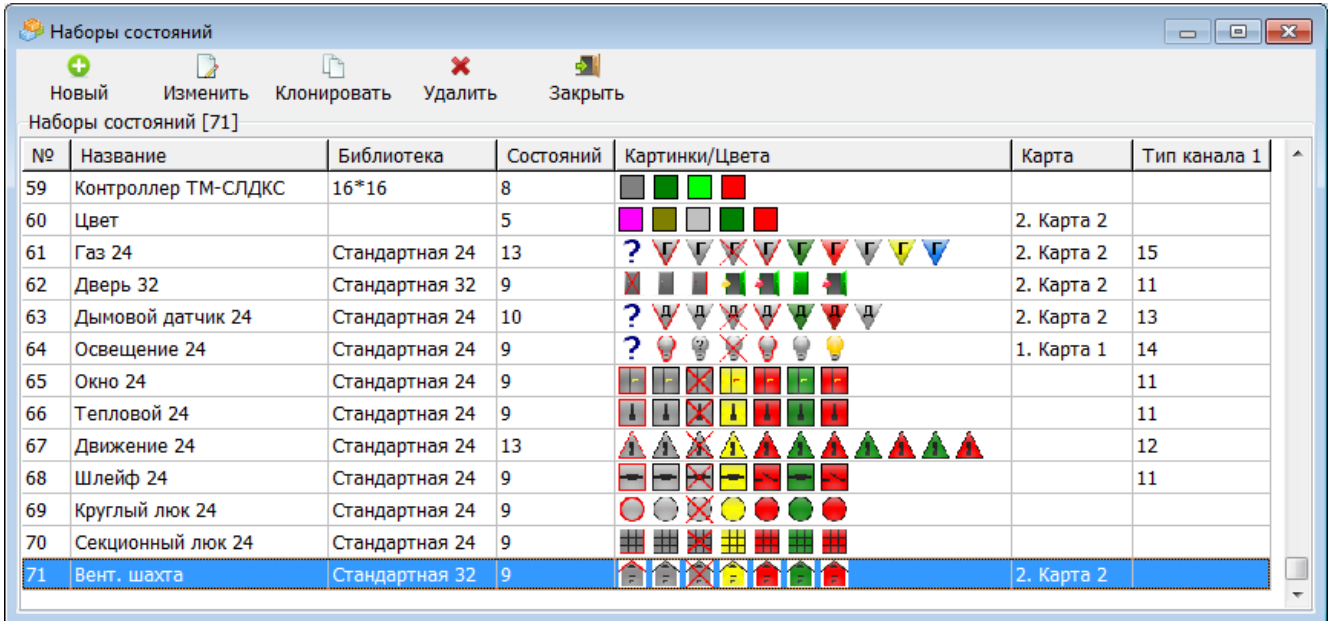 Наборы состояний
Новый Изменить Клонировать Удалить Закрыть
Наборы состояний [71]
№ Название Библиотека Состояний Картинки/Цвета Карта Тип канала 1
59 Контроллер ТМ-СЛДКС 16*16 8
60 Цвет 5 2. Карта 2
61 Газ 24 Стандартная 24 13 ? Г Г Г Г Г Г Г Г Г 2. Карта 2 15
62 Дверь 32 Стандартная 32 9 2. Карта 2 11
63 Дымовой датчик 24 Стандартная 24 10 ? Д Д Д Д Д Д Д 2. Карта 2 13
64 Освещение 24 Стандартная 24 9 ? ? 1. Карта 1 14
65 Окно 24 Стандартная 24 9 11
66 Тепловой 24 Стандартная 24 9 11
67 Движение 24 Стандартная 24 13 12
68 Шлейф 24 Стандартная 24 9 11
69 Круглый люк 24 Стандартная 24 9
70 Секционный люк 24 Стандартная 24 9
71 Вент. шахта Стандартная 32 9 2. Карта 2